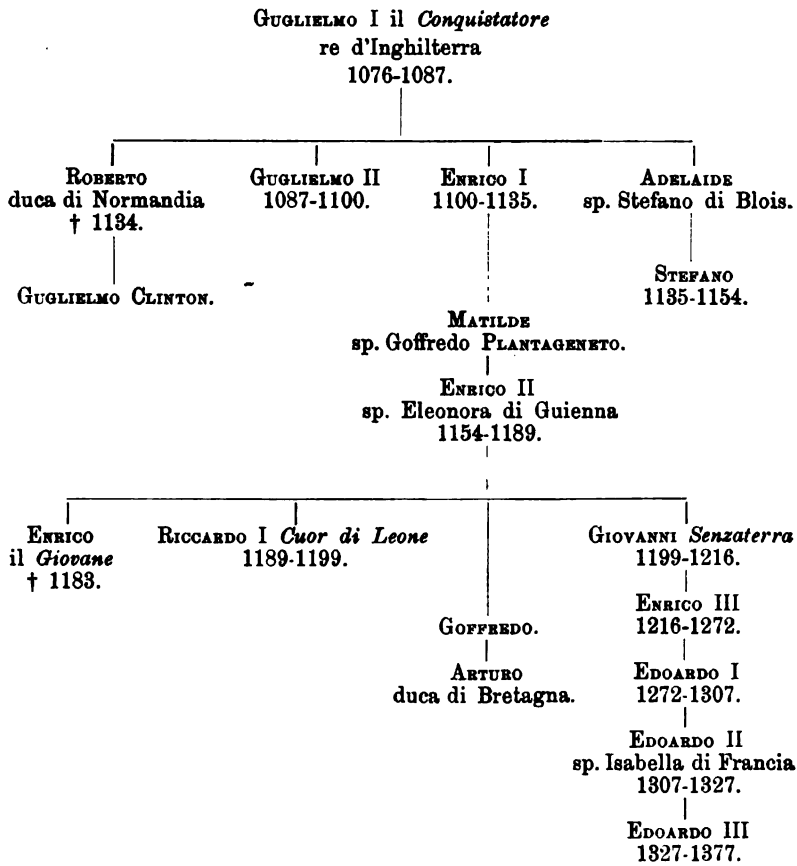 Guglielmo I il Conquistatore
re d'Inghilterra
1076-1087.
Roberto
duca di Normandia
† 1134.
Guglielmo II
1087-1100.
Enrico I
1100-1135.
Adelaide
sp. Stefano di Blois.
Guglielmo Clinton.
Stefano
1135-1154.
Matilde
sp. Goffredo Plantageneto.
Enrico II
sp. Eleonora di Guienna
1154-1189.
Enrico
il Giovane
† 1183.
Riccardo I Cuor di Leone
1189-1199.
Goffredo.
Arturo
duca di Bretagna.
Giovanni Senzaterra
1199-1216.
Enrico III
1216-1272.
Edoardo I
1272-1307.
Edoardo II
sp. Isabella di Francia
1307-1327.
Edoardo III
1327-1377.